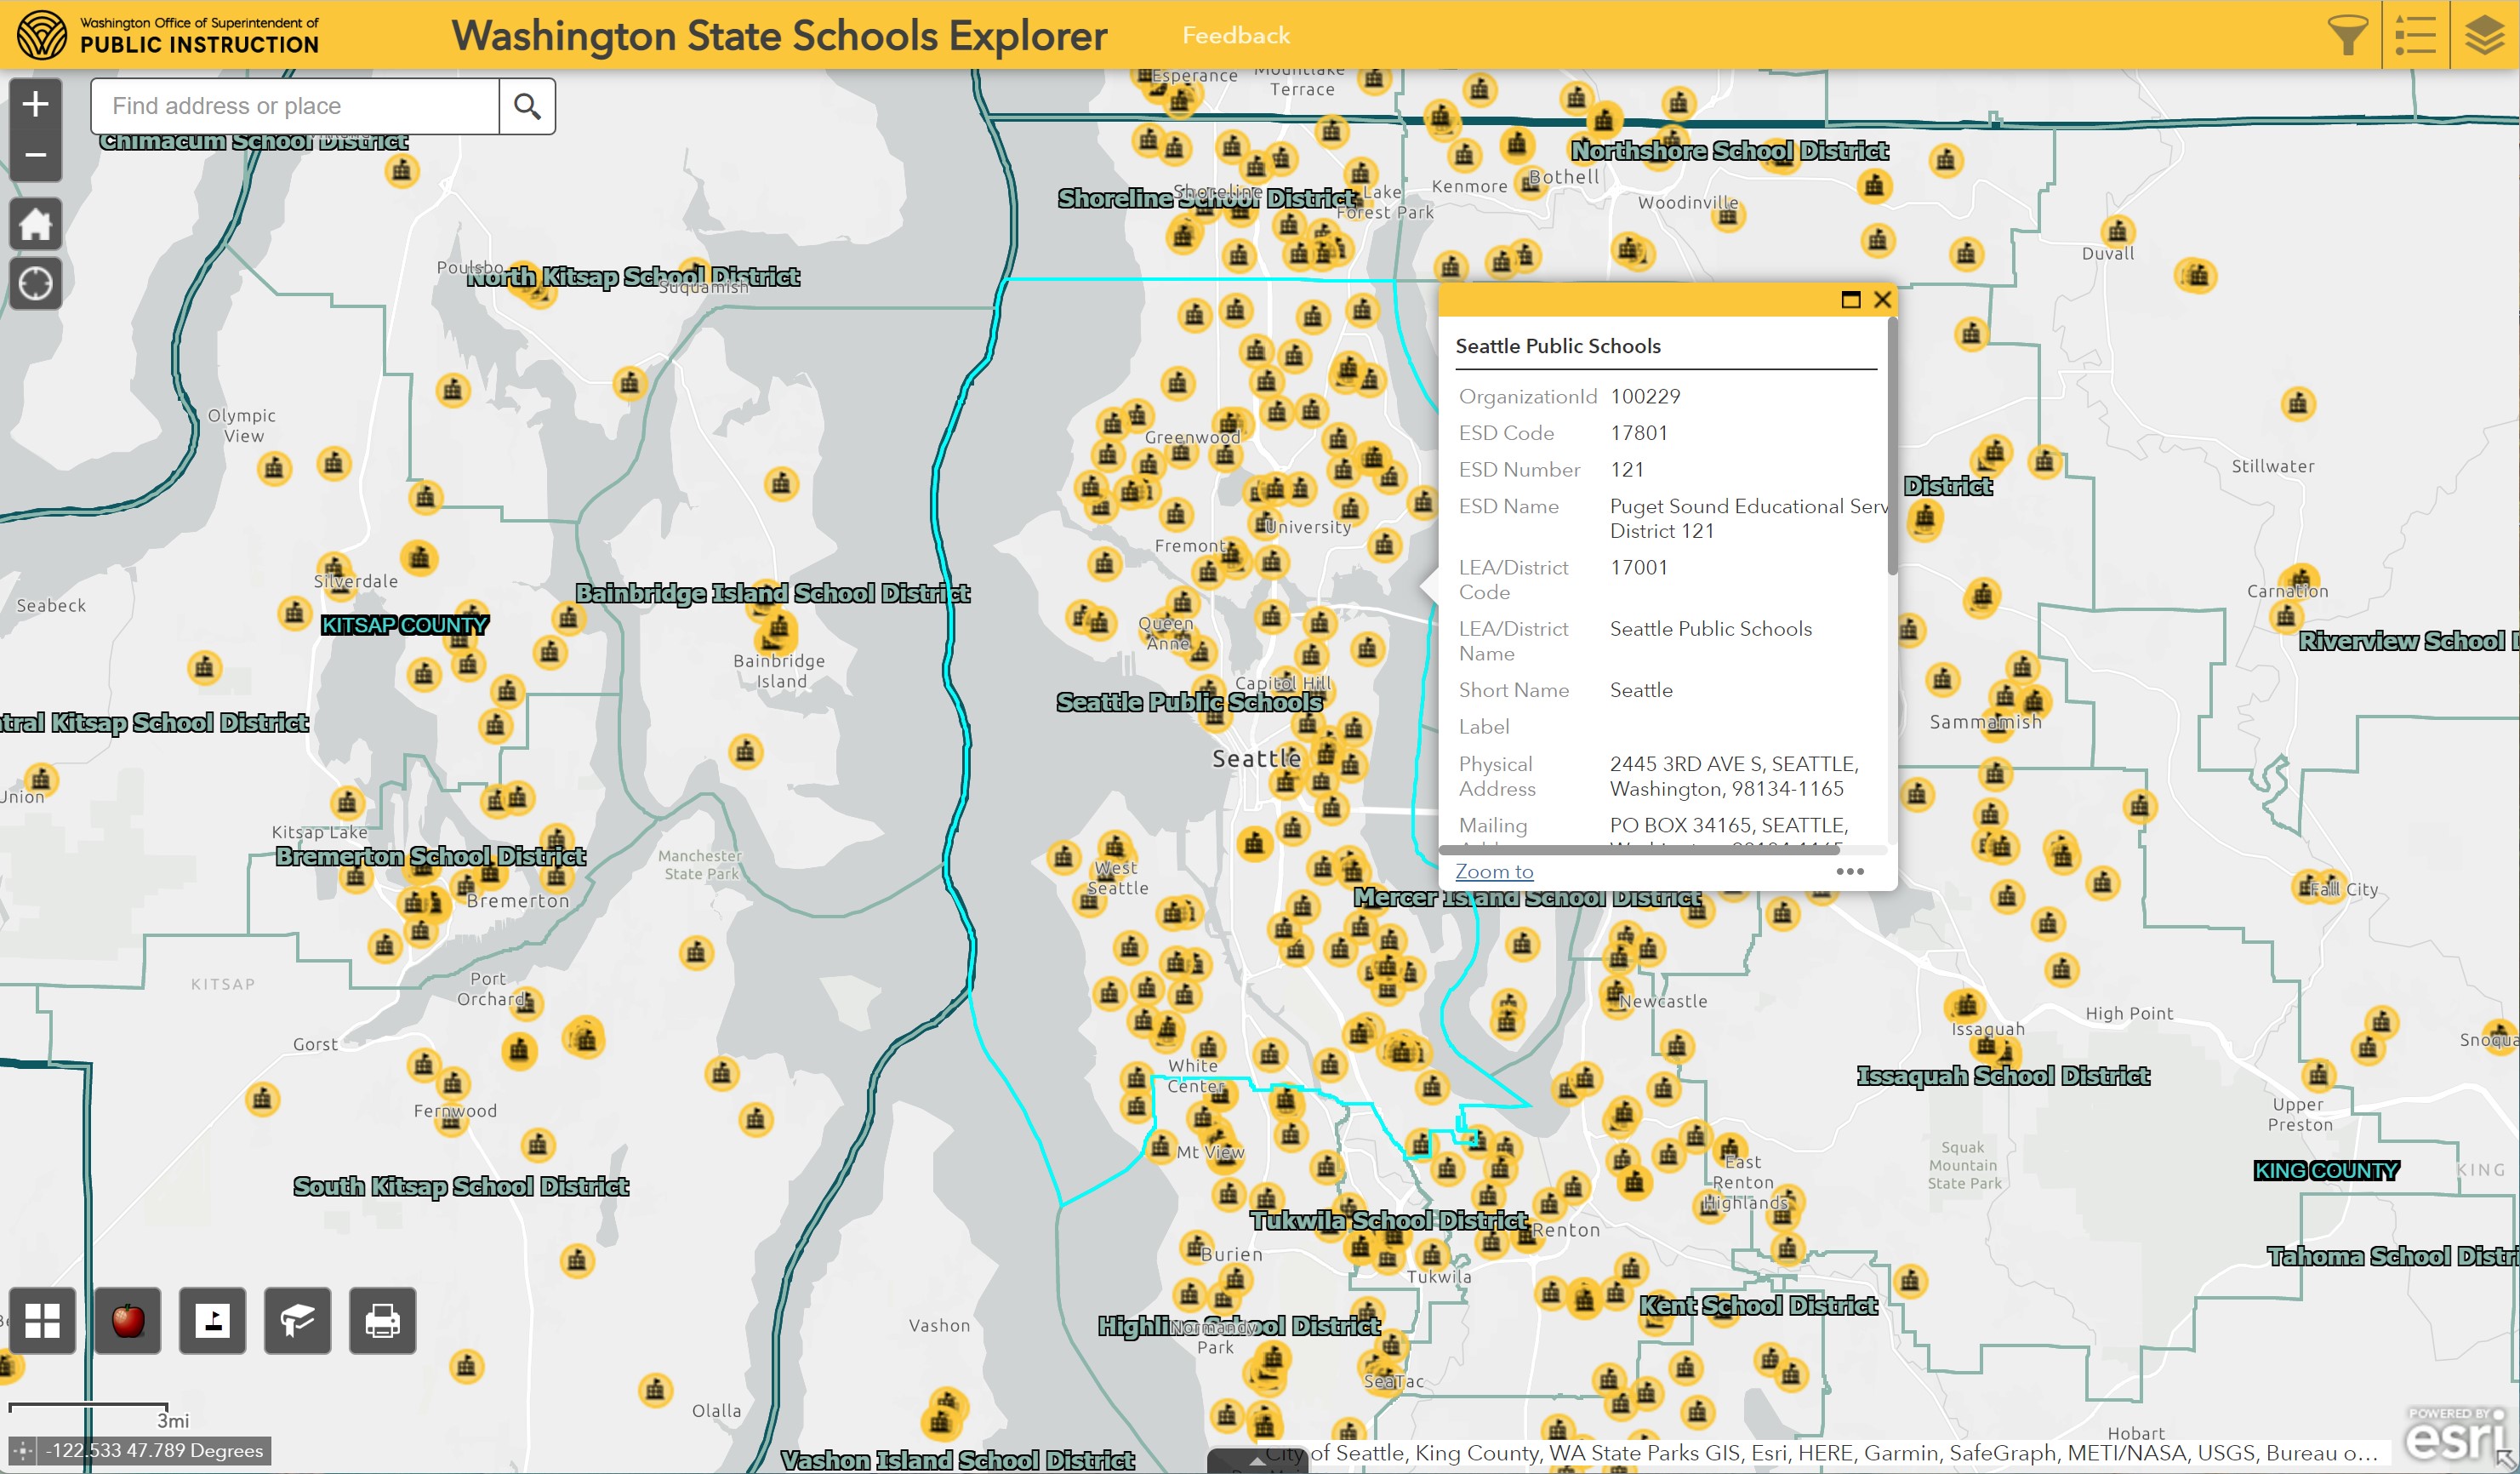 Washington Office of Superintendent of
PUBLIC INSTRUCTION
Washington State Schools Explorer
Feedback
+
−
Find address or place
Esperance
Mountlake
Terrace
Chimacum School District
Northshore School District
Shoreline
Shoreline School District
Lake
Forest Park
Kenmore
Bothell
Woodinville
Duvall
Poulsbo
North Kitsap School District
Suquamish
Olympic
View
Greenwood
Stillwater
District
University
Fremont
Silverdale
Seabeck
Bainbridge Island School District
KITSAP COUNTY
Queen
Anne
Carnation
Riverview School
Bainbridge
Island
Capitol Hill
Seattle Public Schools
tral Kitsap School District
Sammamish
Seattle
Union
Kitsap Lake
Bremerton School District
Manchester
State Park
Bremerton
West
Seattle
Mercer Island School District
Fall City
KITSAP
Port
Orchard
Newcastle
High Point
Issaquah
Snoqua
Gorst
White
Center
Issaquah School District
Fernwood
Upper
Preston
Mt View
Squak
Mountain
State Park
East
Renton
Highlands
KING COUNTY
KING
South Kitsap School District
Tukwila School District
Renton
Burien
Tukwila
Tahoma School Distri
Kent School District
Vashon
Highline School District
Normandy
Park
SeaTac
Olalla
Hobart
Vashon Island School District
Seattle Public Schools
OrganizationId 100229
ESD Code 17801
ESD Number 121
ESD Name Puget Sound Educational Serv
District 121
LEA/District
Code 17001
LEA/District
Name Seattle Public Schools
Short Name Seattle
Label
Physical
Address 2445 3RD AVE S, SEATTLE,
Washington, 98134-1165
Mailing PO BOX 34165, SEATTLE,
Zoom to
3mi
-122.533 47.789 Degrees
City of Seattle, King County, WA State Parks GIS, Esri, HERE, Garmin, SafeGraph, METI/NASA, USGS, Bureau o...
POWERED BY
esri